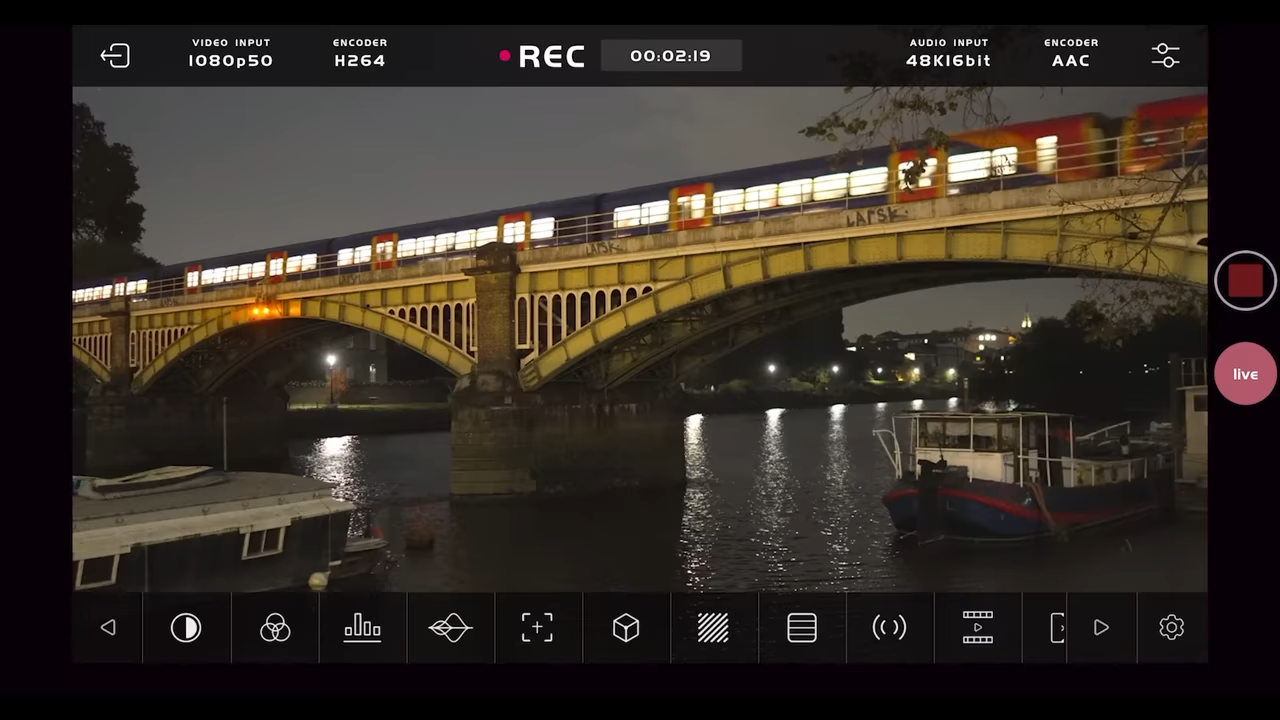 VIDEO INPUT
1080p50
ENCODER
H264
REC
00:02:19
AUDIO INPUT
48K16bit
ENCODER
AAC
live